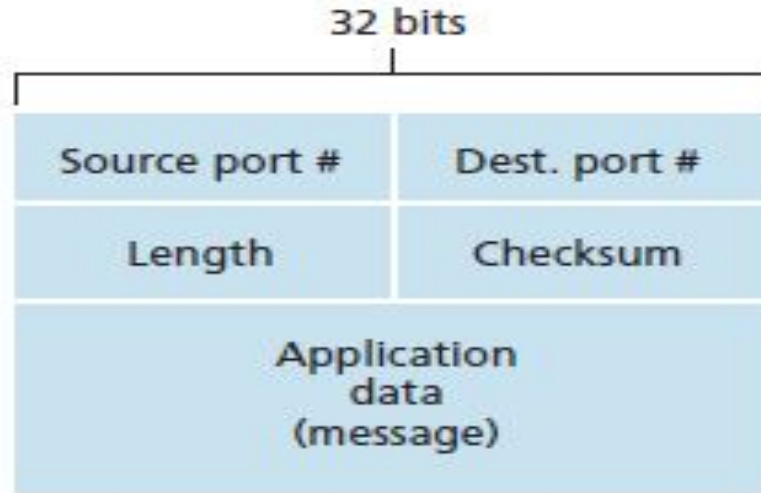 32 bits
Source port # Dest. port #
Length Checksum
Application
data
(message)